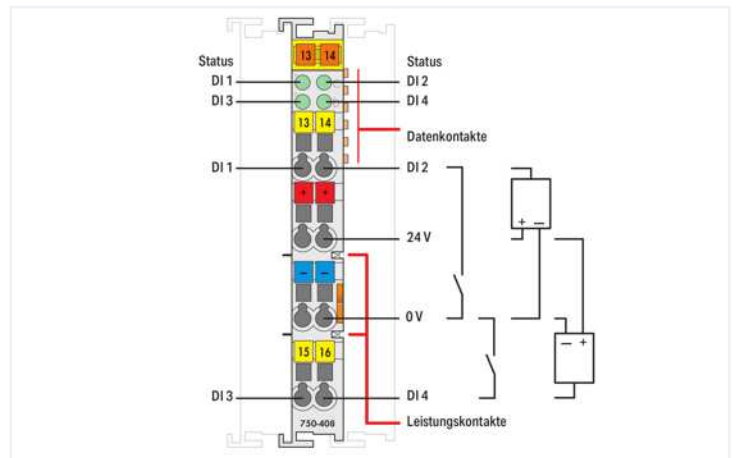 13 14
Status Status
DI 1 DI 2
DI 3 DI 4
13 14
Datenkontakte
DI 1 DI 2
+ +
+ –
24 V
– –
0 V
– +
15 16
DI 3 DI 4
750-408
Leistungskontakte